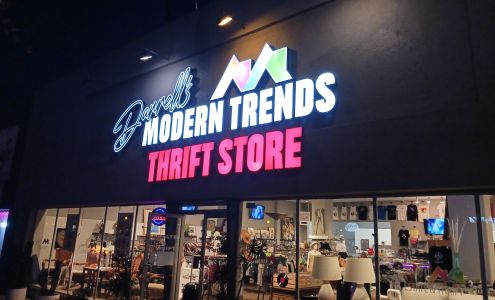 Darrell's
MODERN TRENDS
THRIFT STORE